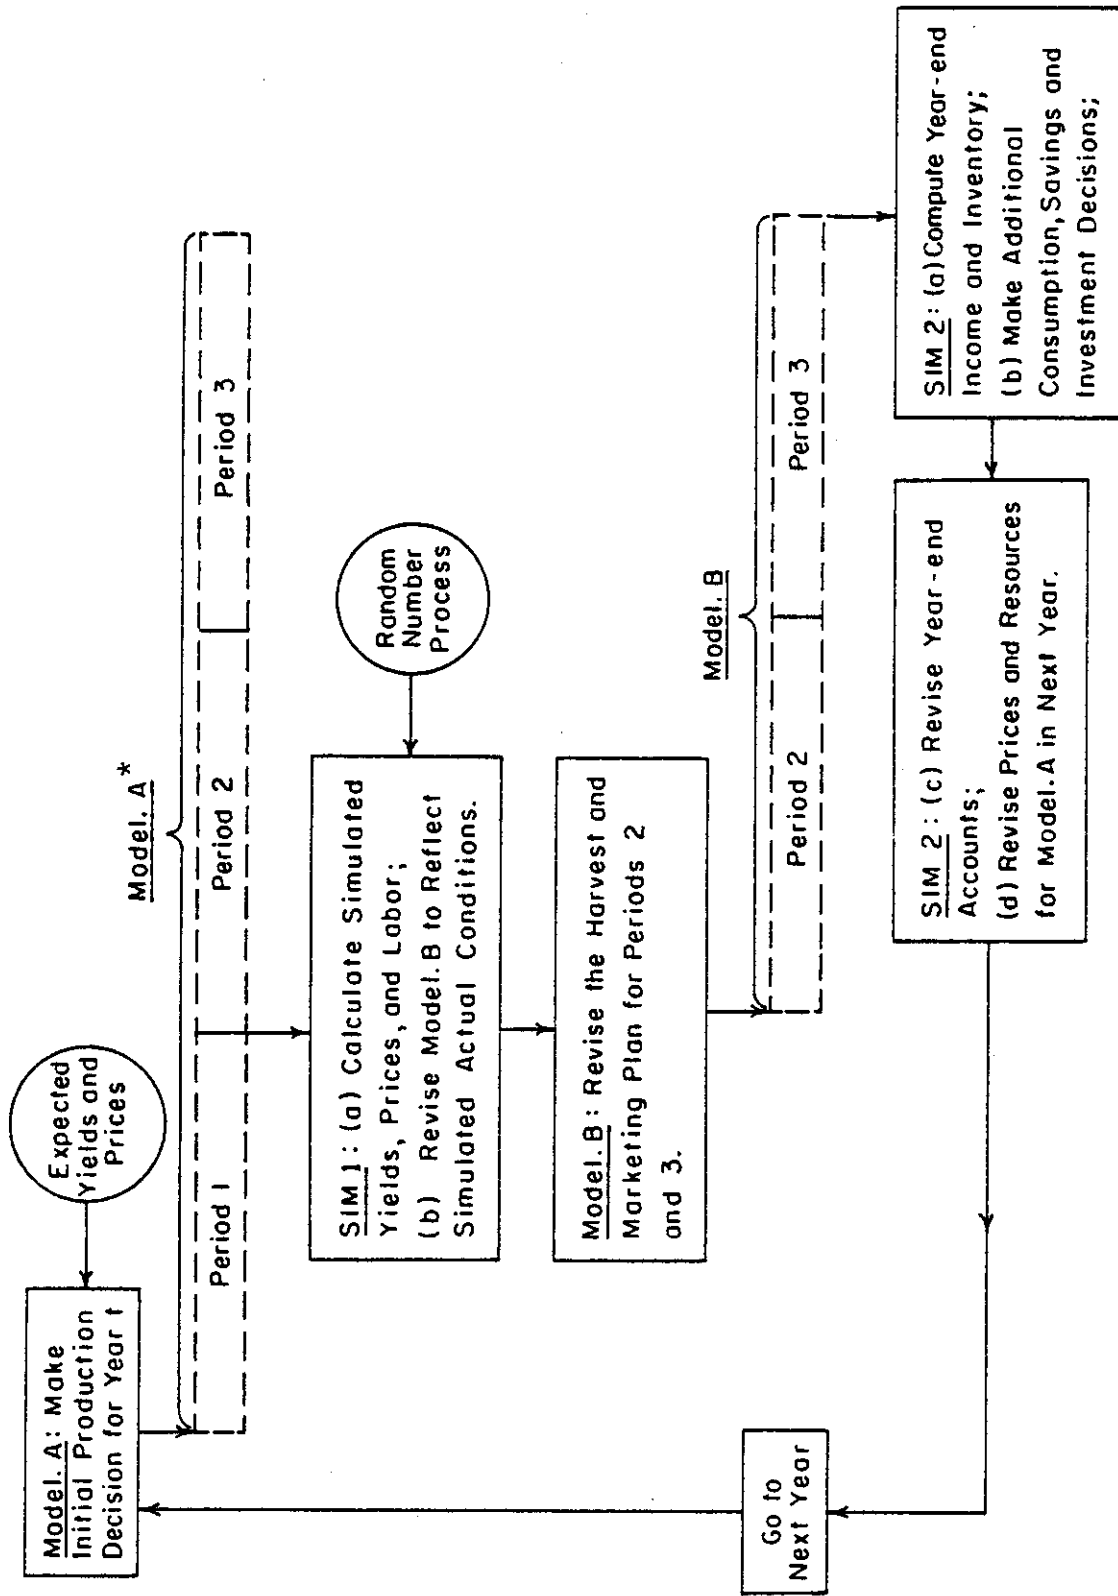 Model. A: Make
Initial Production
Decision for Year t
Expected
Yields and
Prices
Model. A*
Period 1
Period 2
Period 3
SIM 1: (a) Calculate Simulated
Yields, Prices, and Labor;
(b) Revise Model. B to Reflect
Simulated Actual Conditions.
Random
Number
Process
Model. B: Revise the Harvest and
Marketing Plan for Periods 2
and 3.
Model. B
Period 2
Period 3
SIM 2: (a) Compute Year-end
Income and Inventory;
(b) Make Additional
Consumption, Savings and
Investment Decisions;
SIM 2: (c) Revise Year-end
Accounts;
(d) Revise Prices and Resources
for Model. A in Next Year.
Go to
Next Year